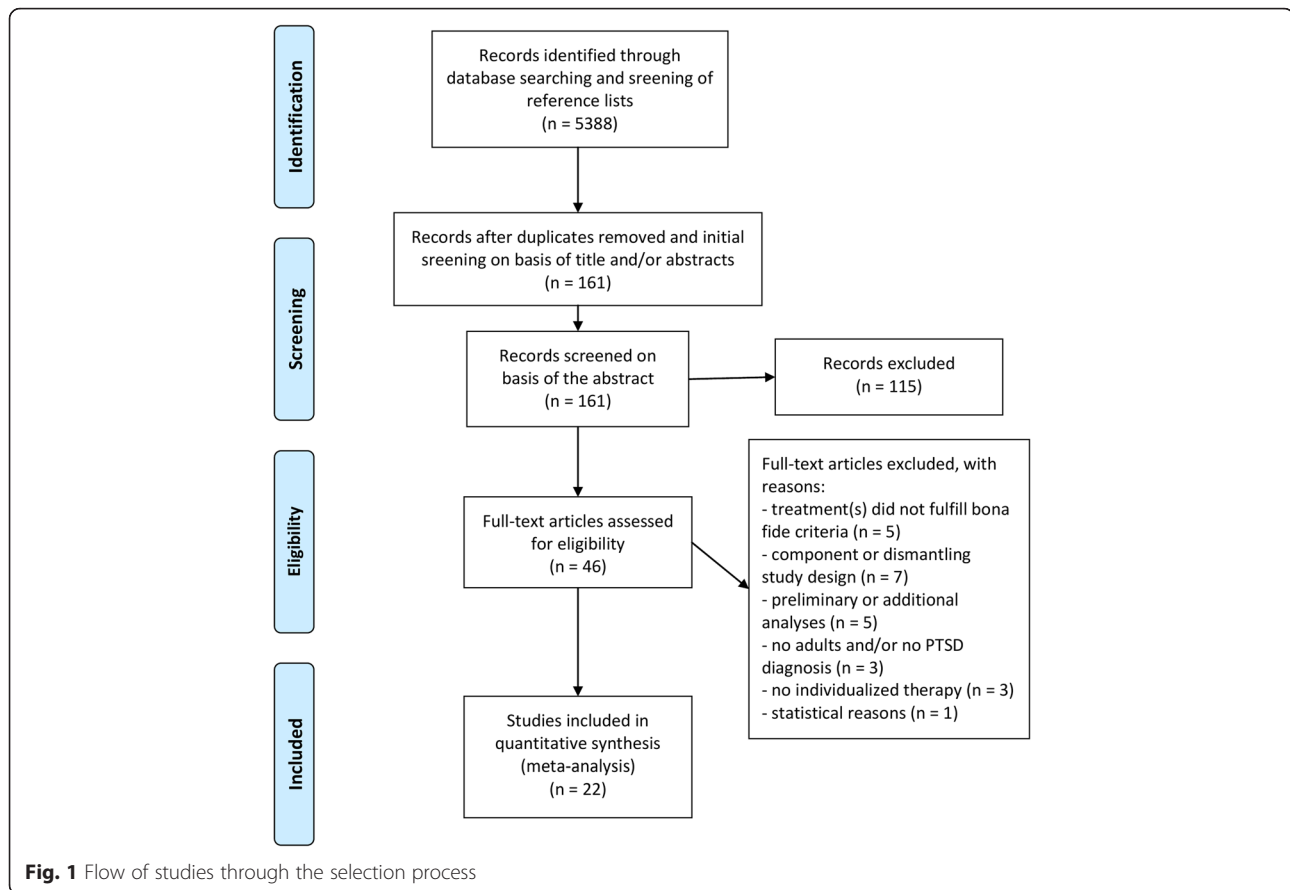 Identification
Records identified through
database searching and sreening of
reference lists
(n = 5388)
Records after duplicates removed and initial
sreening on basis of title and/or abstracts
(n = 161)
Screening
Records screened on
basis of the abstract
(n = 161)
Records excluded
(n = 115)
Eligibility
Full-text articles assessed
for eligibility
(n = 46)
Full-text articles excluded, with
reasons:
- treatment(s) did not fulfill bona
fide criteria (n = 5)
- component or dismantling
study design (n = 7)
- preliminary or additional
analyses (n = 5)
- no adults and/or no PTSD
diagnosis (n = 3)
- no individualized therapy (n = 3)
- statistical reasons (n = 1)
Included
Studies included in
quantitative synthesis
(meta-analysis)
(n = 22)
Fig. 1 Flow of studies through the selection process